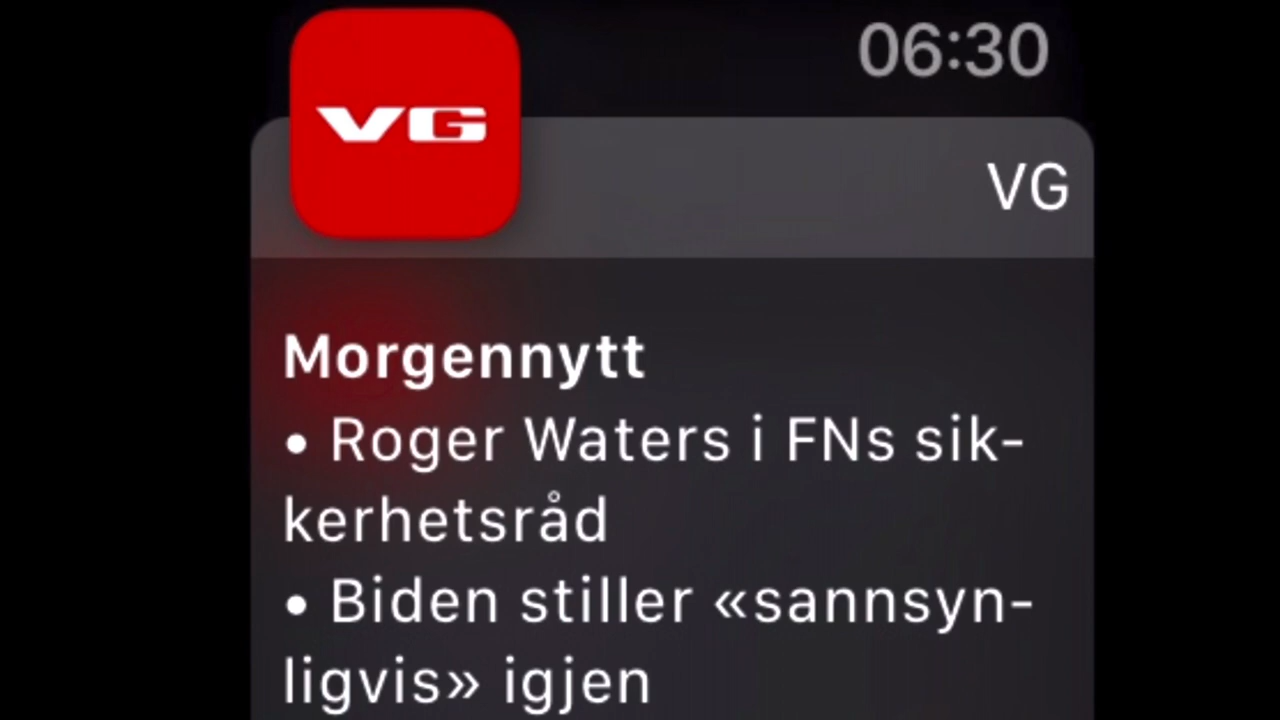 06:30
VG
VG
Morgennytt
• Roger Waters i FNs sik-
kerhetsråd
• Biden stiller «sannsyn-
ligvis» igjen